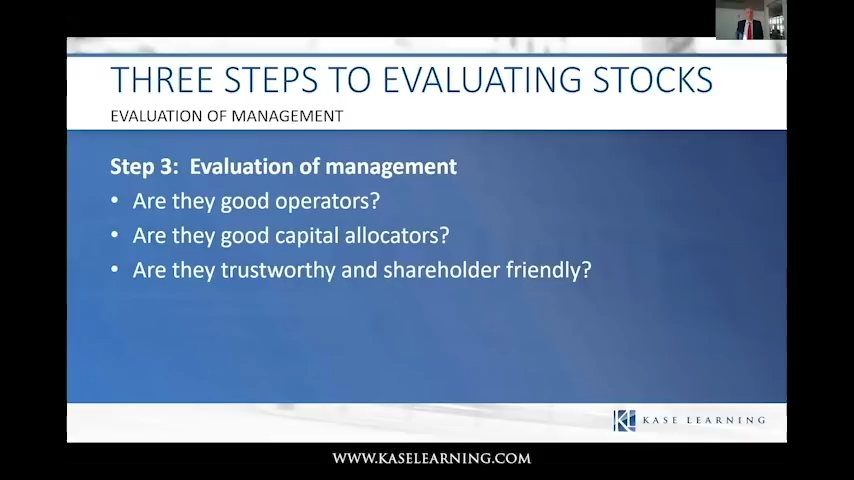 THREE STEPS TO EVALUATING STOCKS
EVALUATION OF MANAGEMENT
Step 3: Evaluation of management
• Are they good operators?
• Are they good capital allocators?
• Are they trustworthy and shareholder friendly?
KL KASE LEARNING
WWW.KASELEARNING.COM